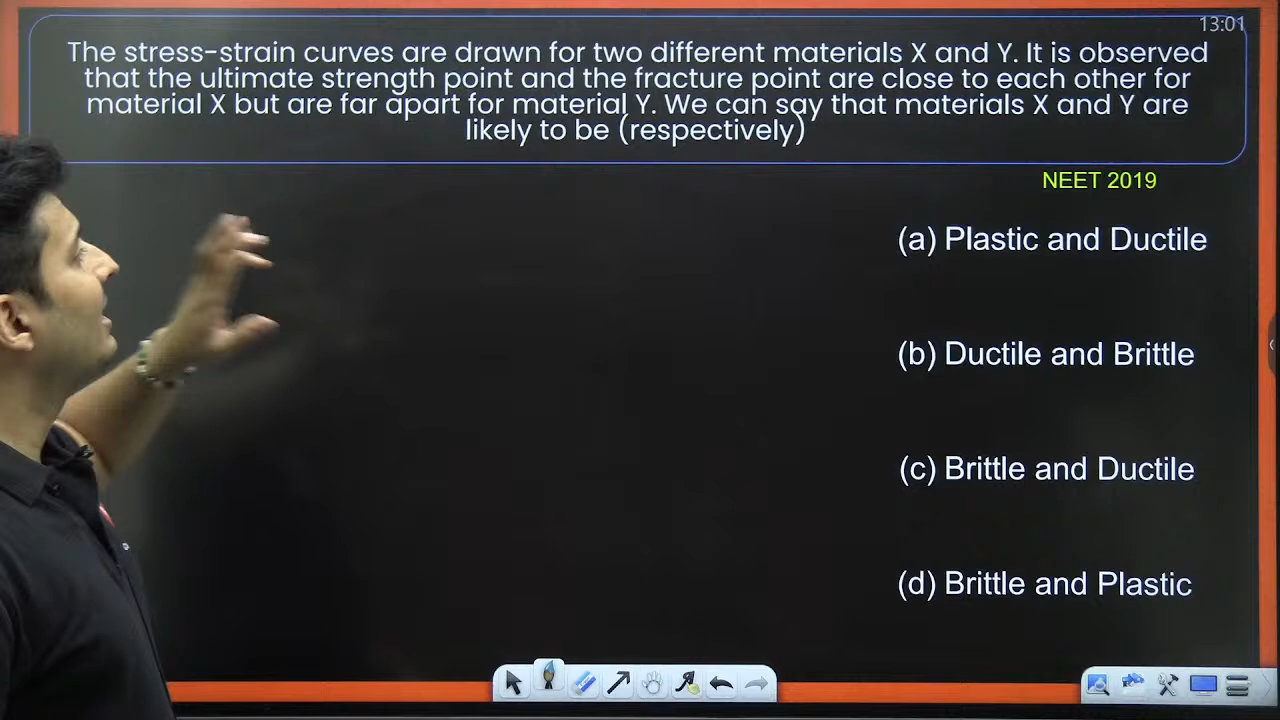 13:01
The stress-strain curves are drawn for two different materials X and Y. It is observed
that the ultimate strength point and the fracture point are close to each other for
material X but are far apart for material Y. We can say that materials X and Y are
likely to be (respectively)
NEET 2019
(a) Plastic and Ductile
(b) Ductile and Brittle
(c) Brittle and Ductile
(d) Brittle and Plastic